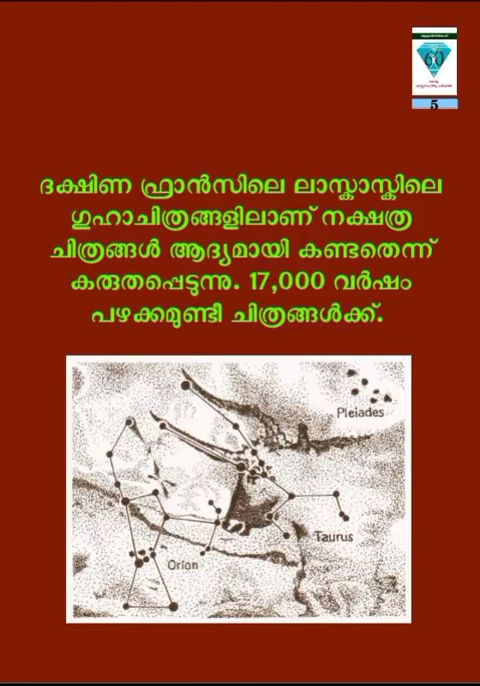 60
5
ദക്ഷിണ ഫ്രാൻസിലെ ലാസ്കാസ്കിലെ
ഗുഹാചിത്രങ്ങളിലാണ് നക്ഷത്ര
ചിത്രങ്ങൾ ആദ്യമായി കണ്ടതെന്ന്
കരുതപ്പെടുന്നു. 17,000 വർഷം
പഴക്കമുണ്ടീ ചിത്രങ്ങൾക്ക്.
Pleiades
Taurus
Orion